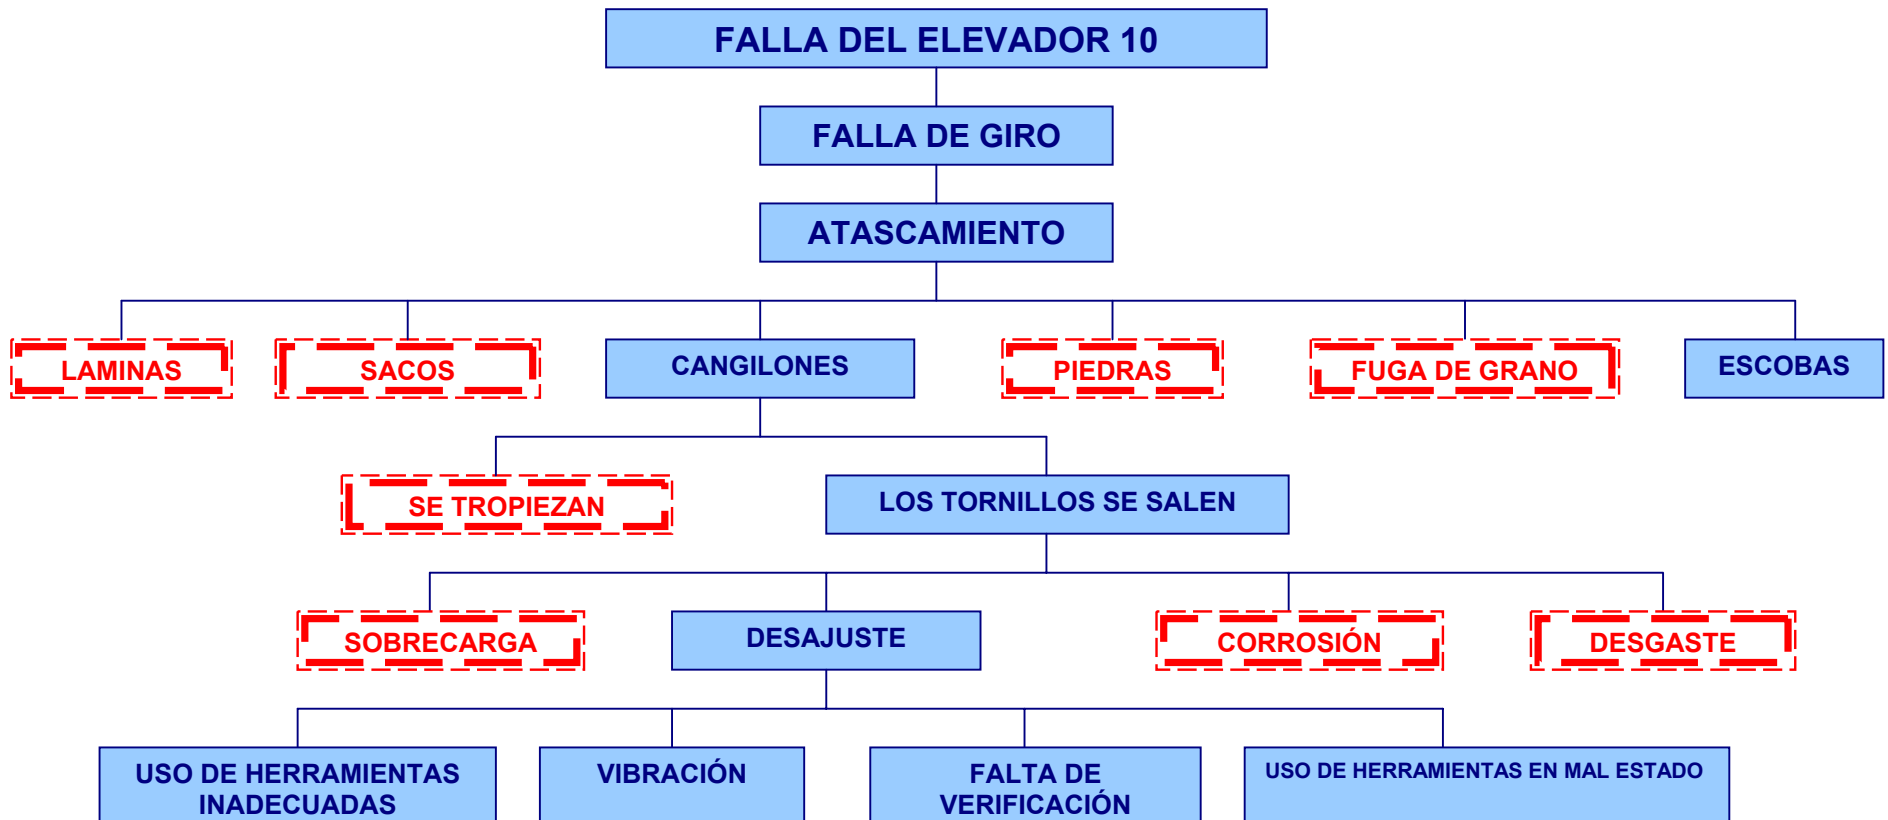 FALLA DEL ELEVADOR 10
FALLA DE GIRO
ATASCAMIENTO
LAMINAS
SACOS
CANGILONES
PIEDRAS
FUGA DE GRANO
ESCOBAS
SE TROPIEZAN
LOS TORNILLOS SE SALEN
SOBRECARGA
DESAJUSTE
CORROSIÓN
DESGASTE
USO DE HERRAMIENTAS
INADECUADAS
VIBRACIÓN
FALTA DE
VERIFICACIÓN
USO DE HERRAMIENTAS EN MAL ESTADO